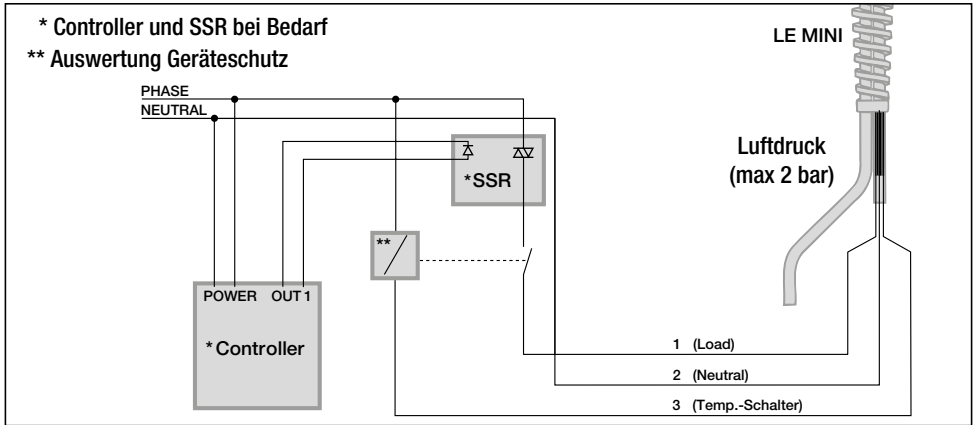 * Controller und SSR bei Bedarf
** Auswertung Geräteschutz
LE MINI
PHASE
NEUTRAL
Luftdruck
(max 2 bar)
*SSR
**
POWER OUT 1
*Controller
1 (Load)
2 (Neutral)
3 (Temp.-Schalter)